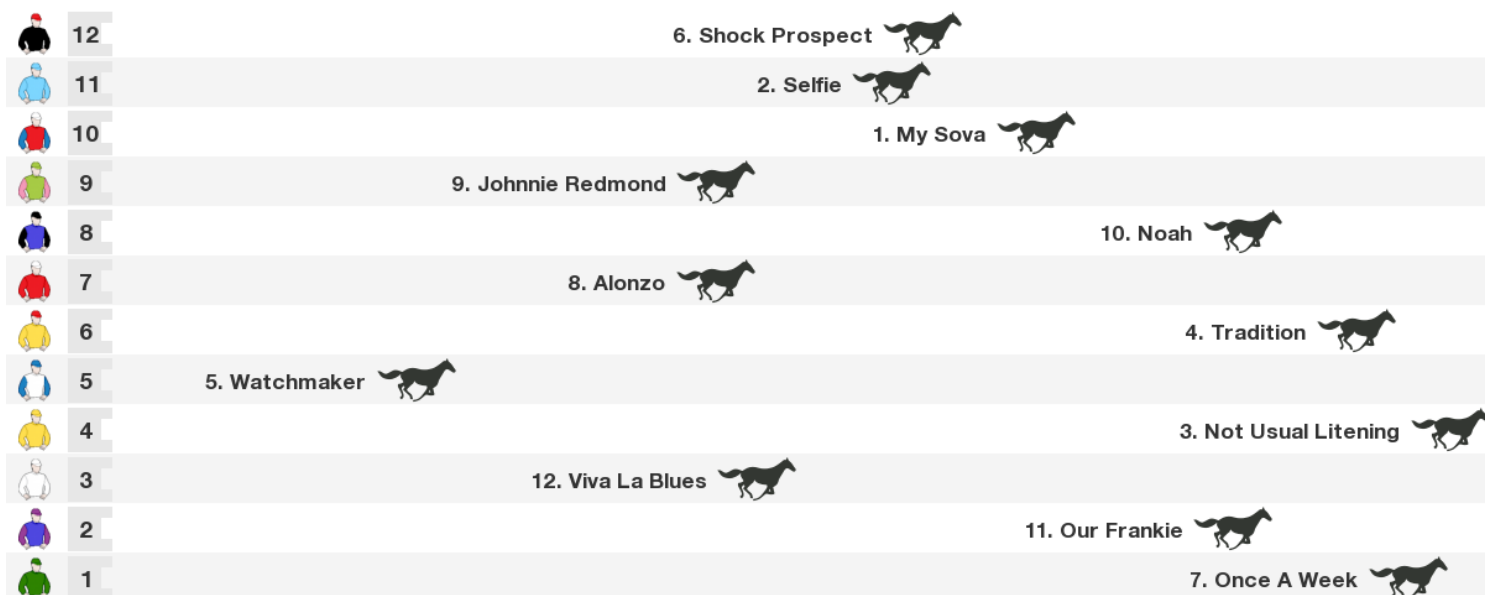 12 6. Shock Prospect
11 2. Selfie
10 1. My Sova
9 9. Johnnie Redmond
8 10. Noah
7 8. Alonzo
6 4. Tradition
5 5. Watchmaker
4 3. Not Usual Litening
3 12. Viva La Blues
2 11. Our Frankie
1 7. Once A Week